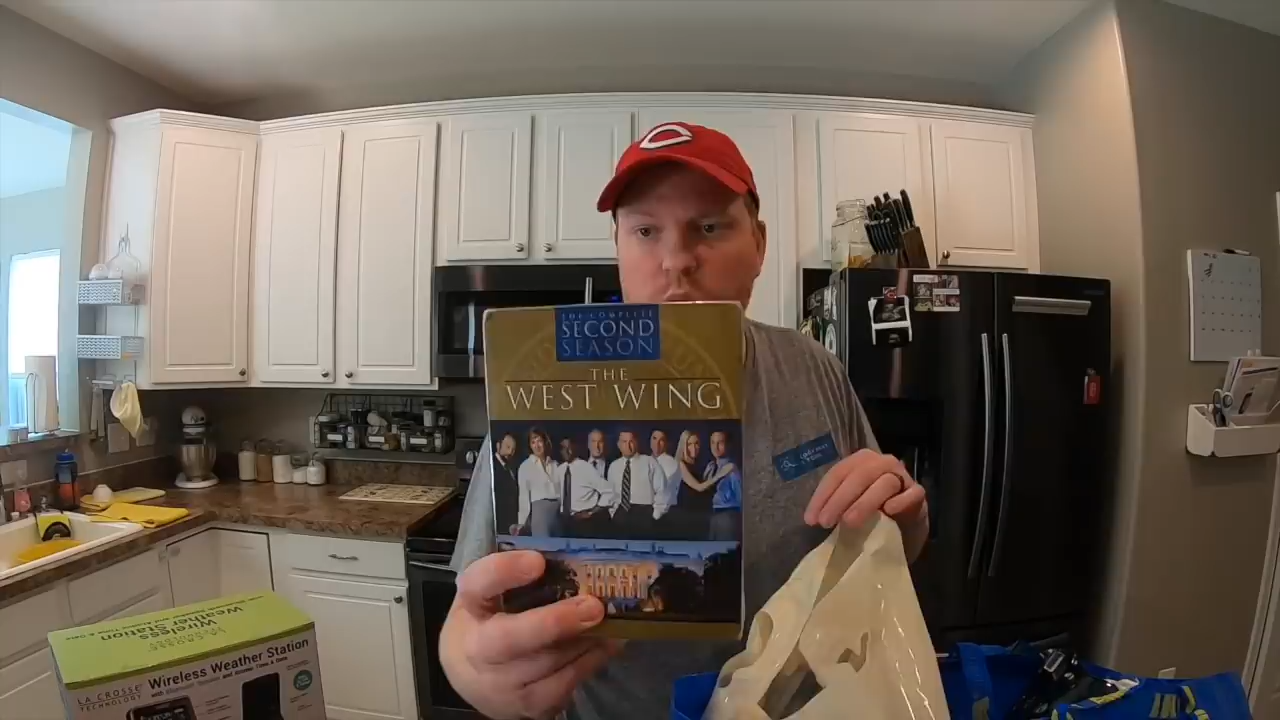 THE COMPLETE
SECOND
SEASON
THE
WEST WING
Wireless
Weather Station
Wireless Weather Station
LA CROSSE
TECHNOLOGY